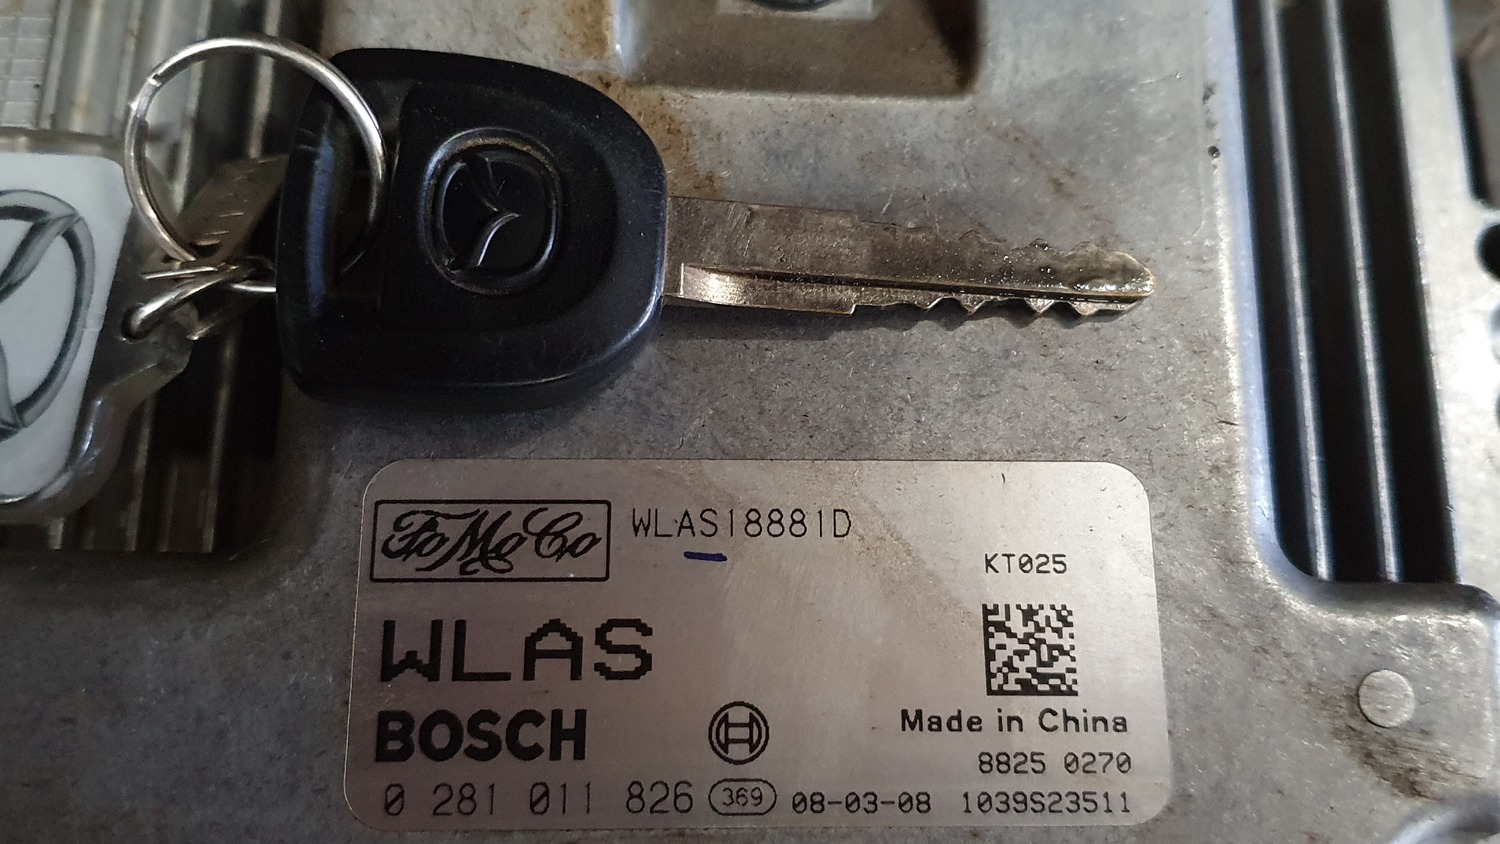 FoMoCo WLAS18881D
KT025
WLAS
BOSCH
Made in China
8825 0270
0 281 011 826 369 08-03-08 1039S23511